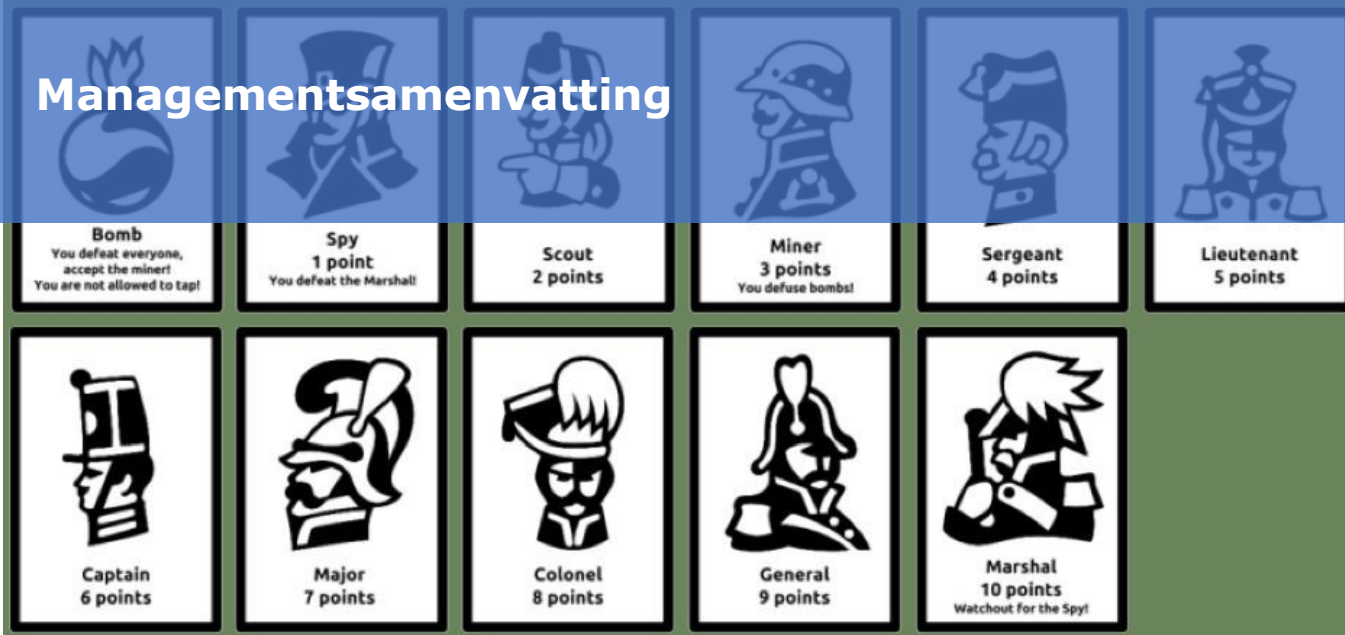 Managementsamenvatting
Bomb
You defeat everyone,
accept the miner!
You are not allowed to tap!
Spy
1 point
You defeat the Marshall!
Scout
2 points
Miner
3 points
You defuse bombs!
Sergeant
4 points
Lieutenant
5 points
Captain
6 points
Major
7 points
Colonel
8 points
General
9 points
Marshal
10 points
Watchout for the Spy!